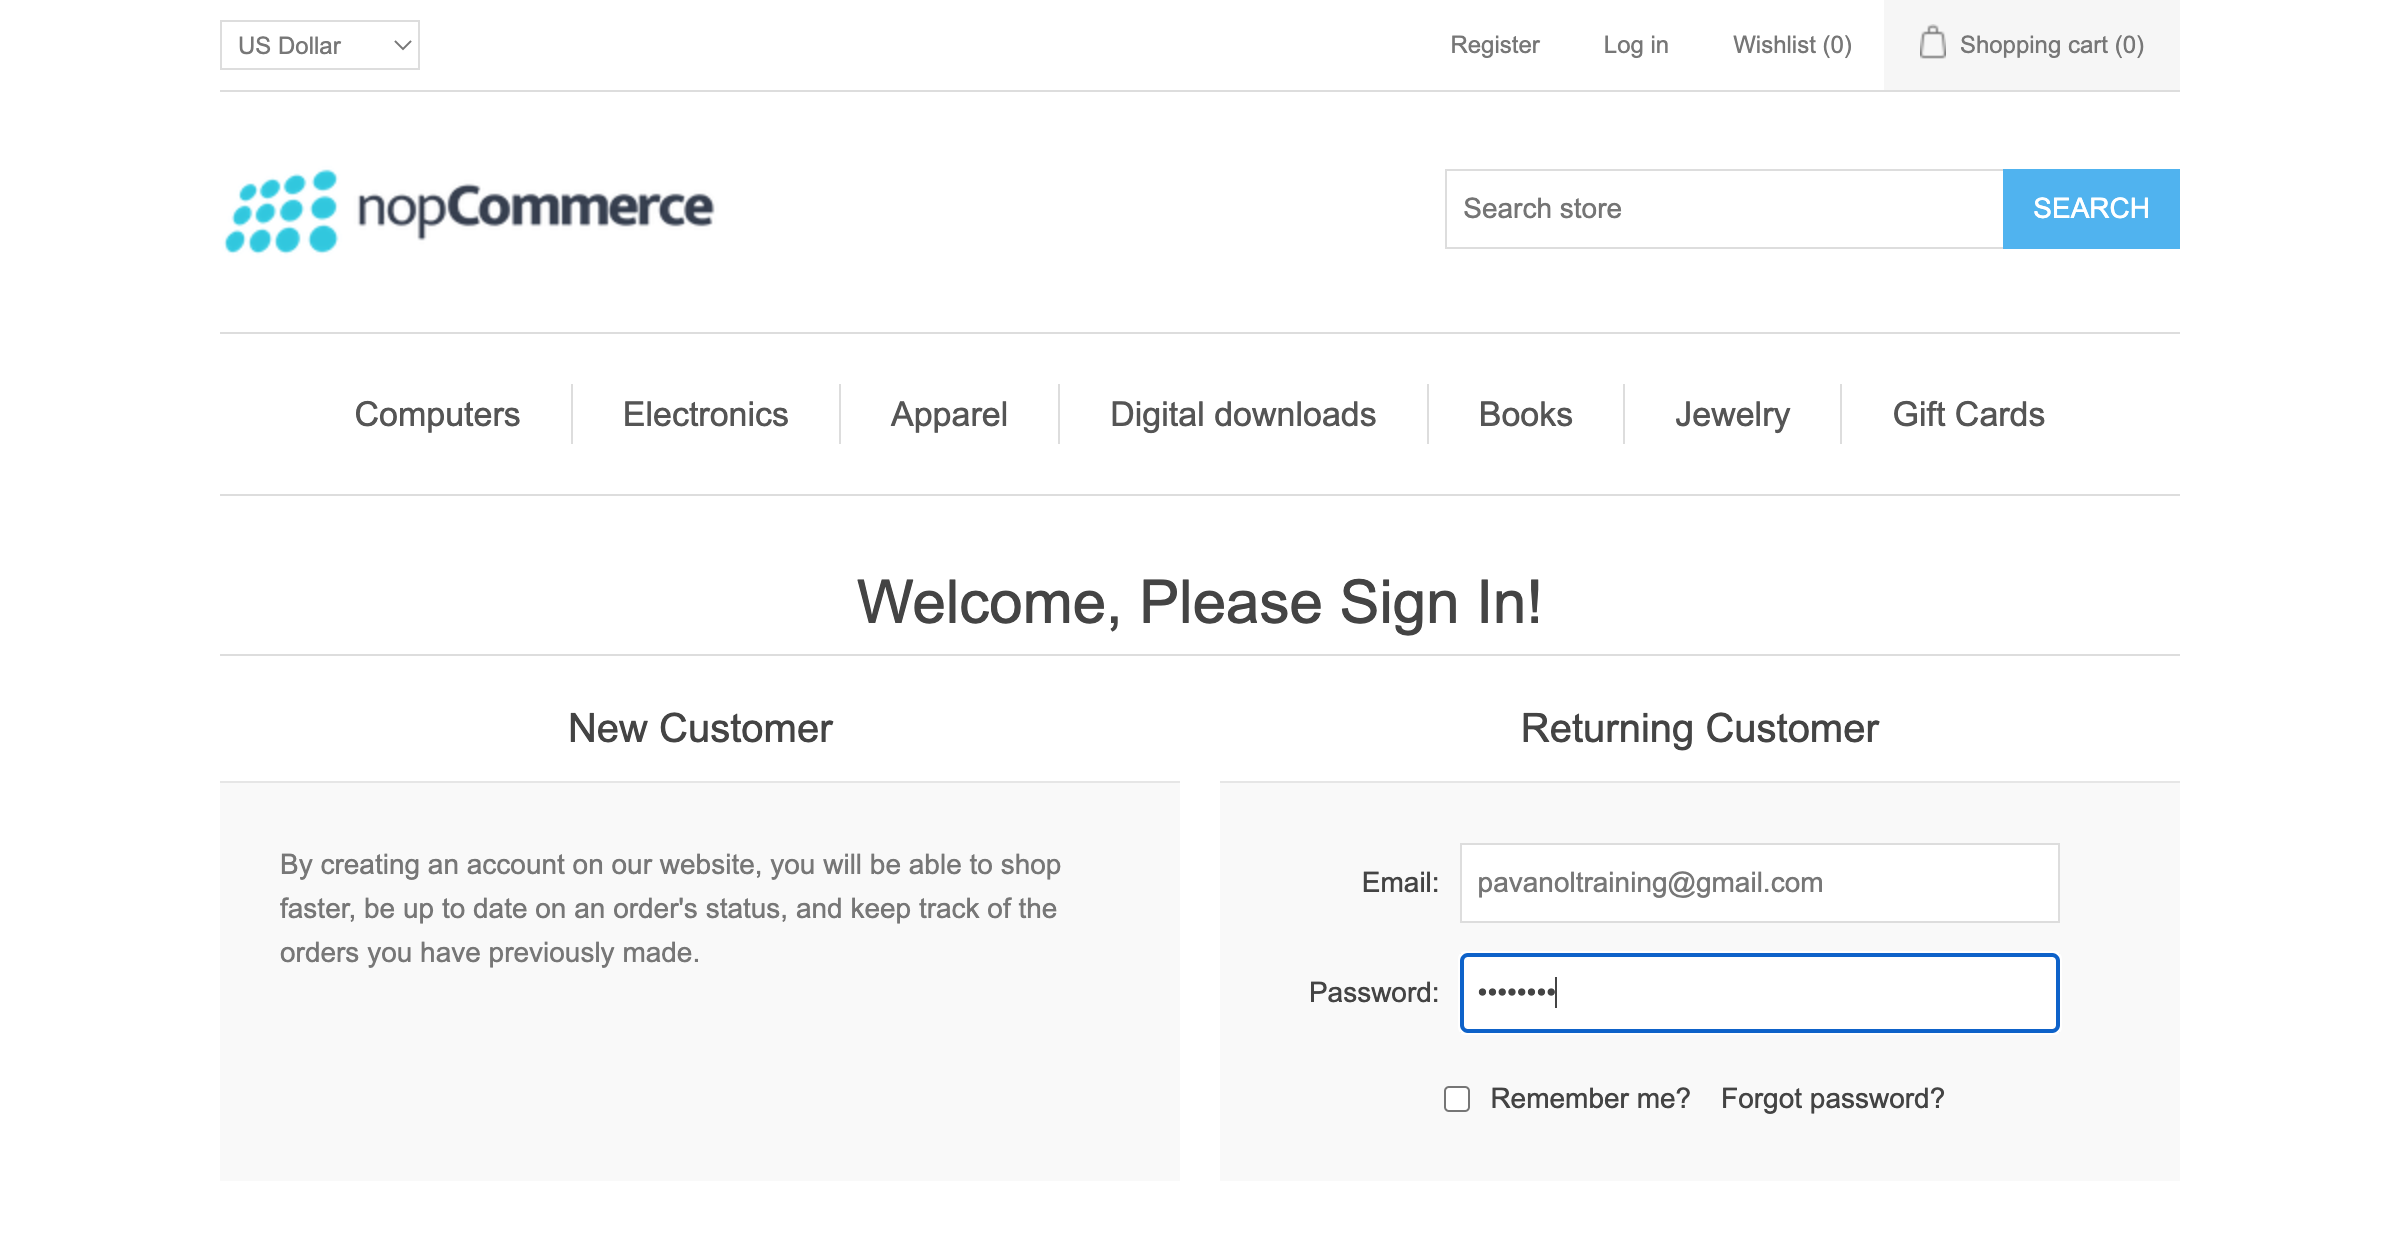 US Dollar
Register
Log in
Wishlist (0)
Shopping cart (0)
nopCommerce
Search store
SEARCH
Computers
Electronics
Apparel
Digital downloads
Books
Jewelry
Gift Cards
Welcome, Please Sign In!
New Customer
By creating an account on our website, you will be able to shop
faster, be up to date on an order's status, and keep track of the
orders you have previously made.
Returning Customer
Email:
pavanoltraining@gmail.com
Password:
••••••••
Remember me?
Forgot password?